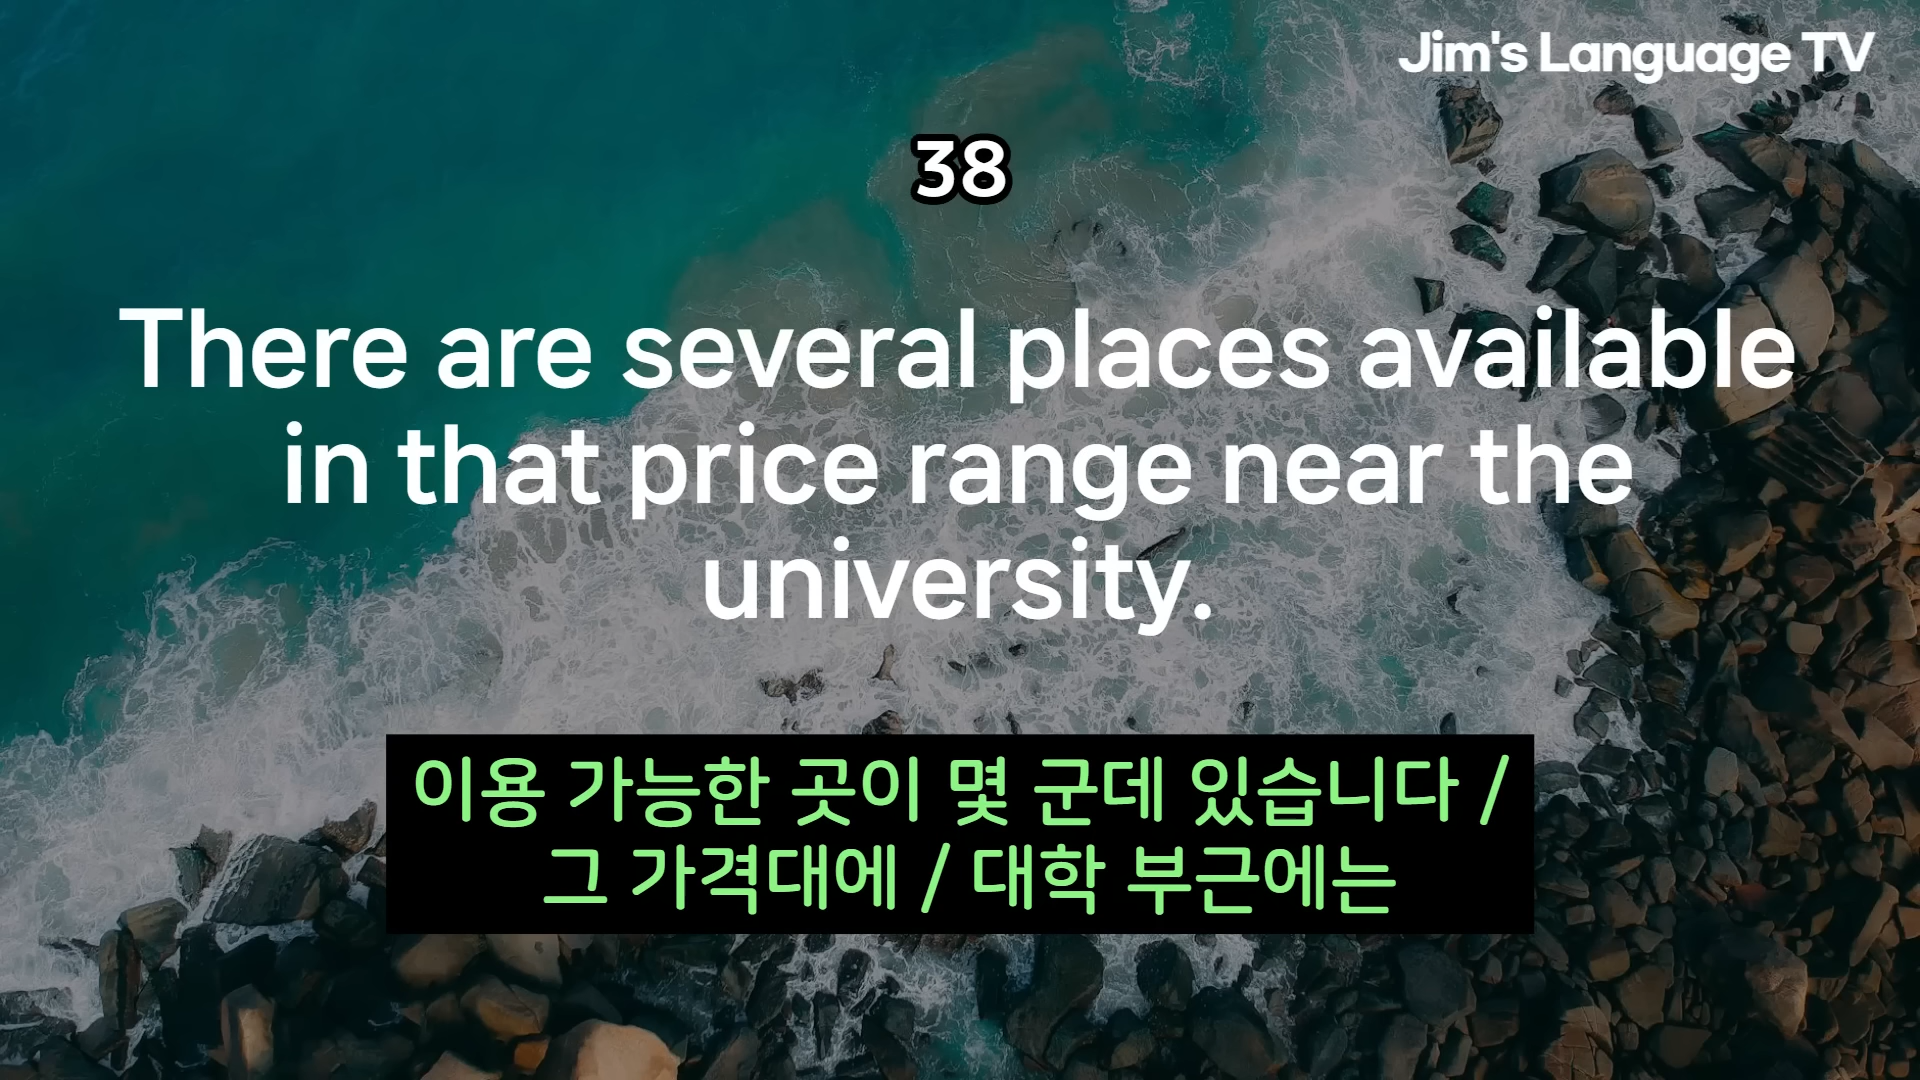 Jim's Language TV
38
There are several places available
in that price range near the
university.
이용 가능한 곳이 몇 군데 있습니다 /
그 가격대에 / 대학 부근에는